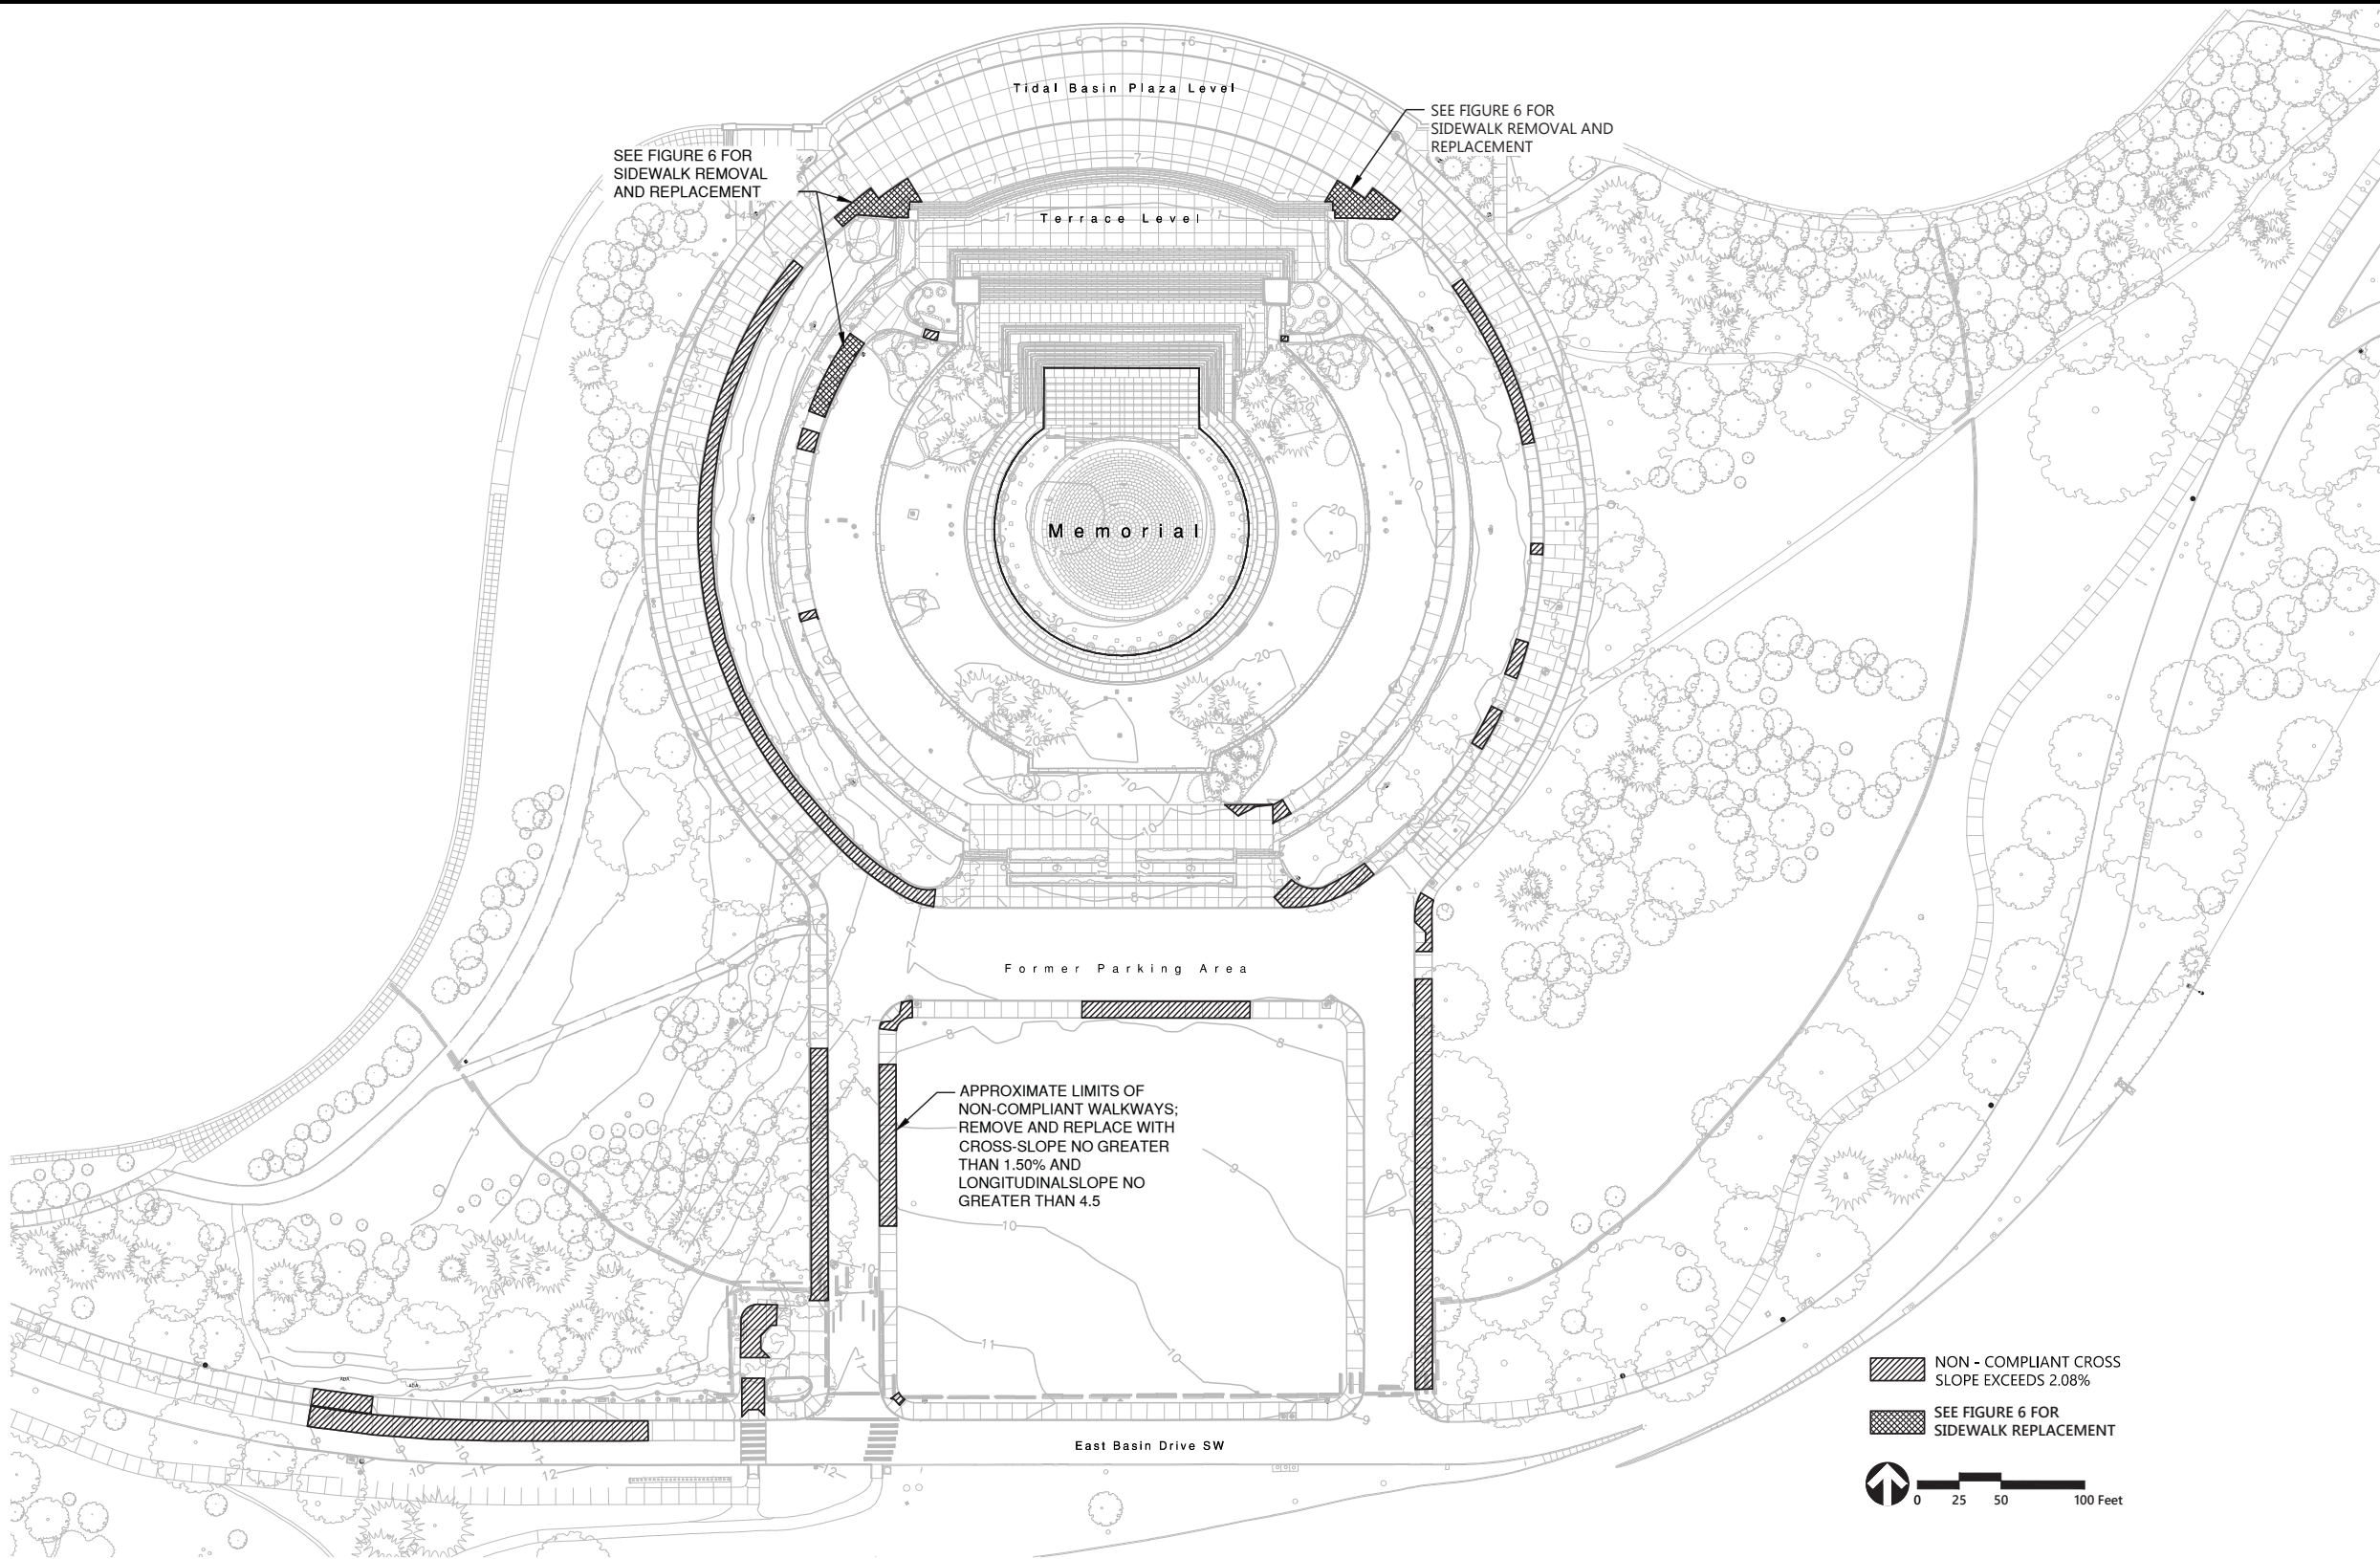 Tidal Basin Plaza Level
SEE FIGURE 6 FOR
SIDEWALK REMOVAL AND
REPLACEMENT
SEE FIGURE 6 FOR
SIDEWALK REMOVAL
AND REPLACEMENT
Terrace Level
Memorial
Former Parking Area
APPROXIMATE LIMITS OF
NON-COMPLIANT WALKWAYS;
REMOVE AND REPLACE WITH
CROSS-SLOPE NO GREATER
THAN 1.50% AND
LONGITUDINALSLOPE NO
GREATER THAN 4.5
East Basin Drive SW
NON - COMPLIANT CROSS
SLOPE EXCEEDS 2.08%
SEE FIGURE 6 FOR
SIDEWALK REPLACEMENT
0 25 50 100 Feet